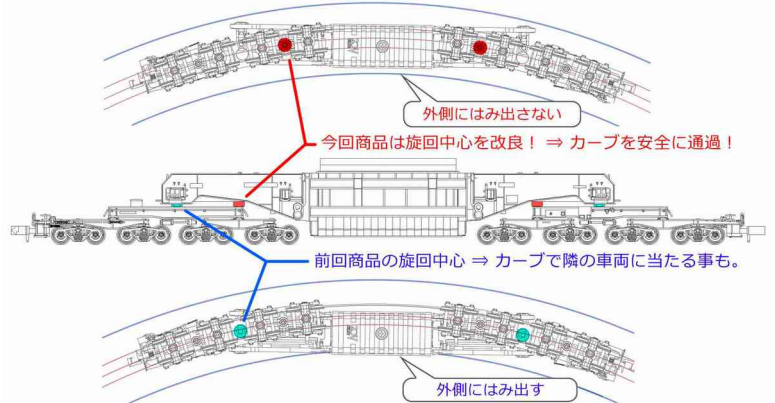 外側にはみ出さない
今回商品は旋回中心を改良! ⇒ カーブを安全に通過!
前回商品の旋回中心 ⇒ カーブで隣の車両に当たる事も。
外側にはみ出す